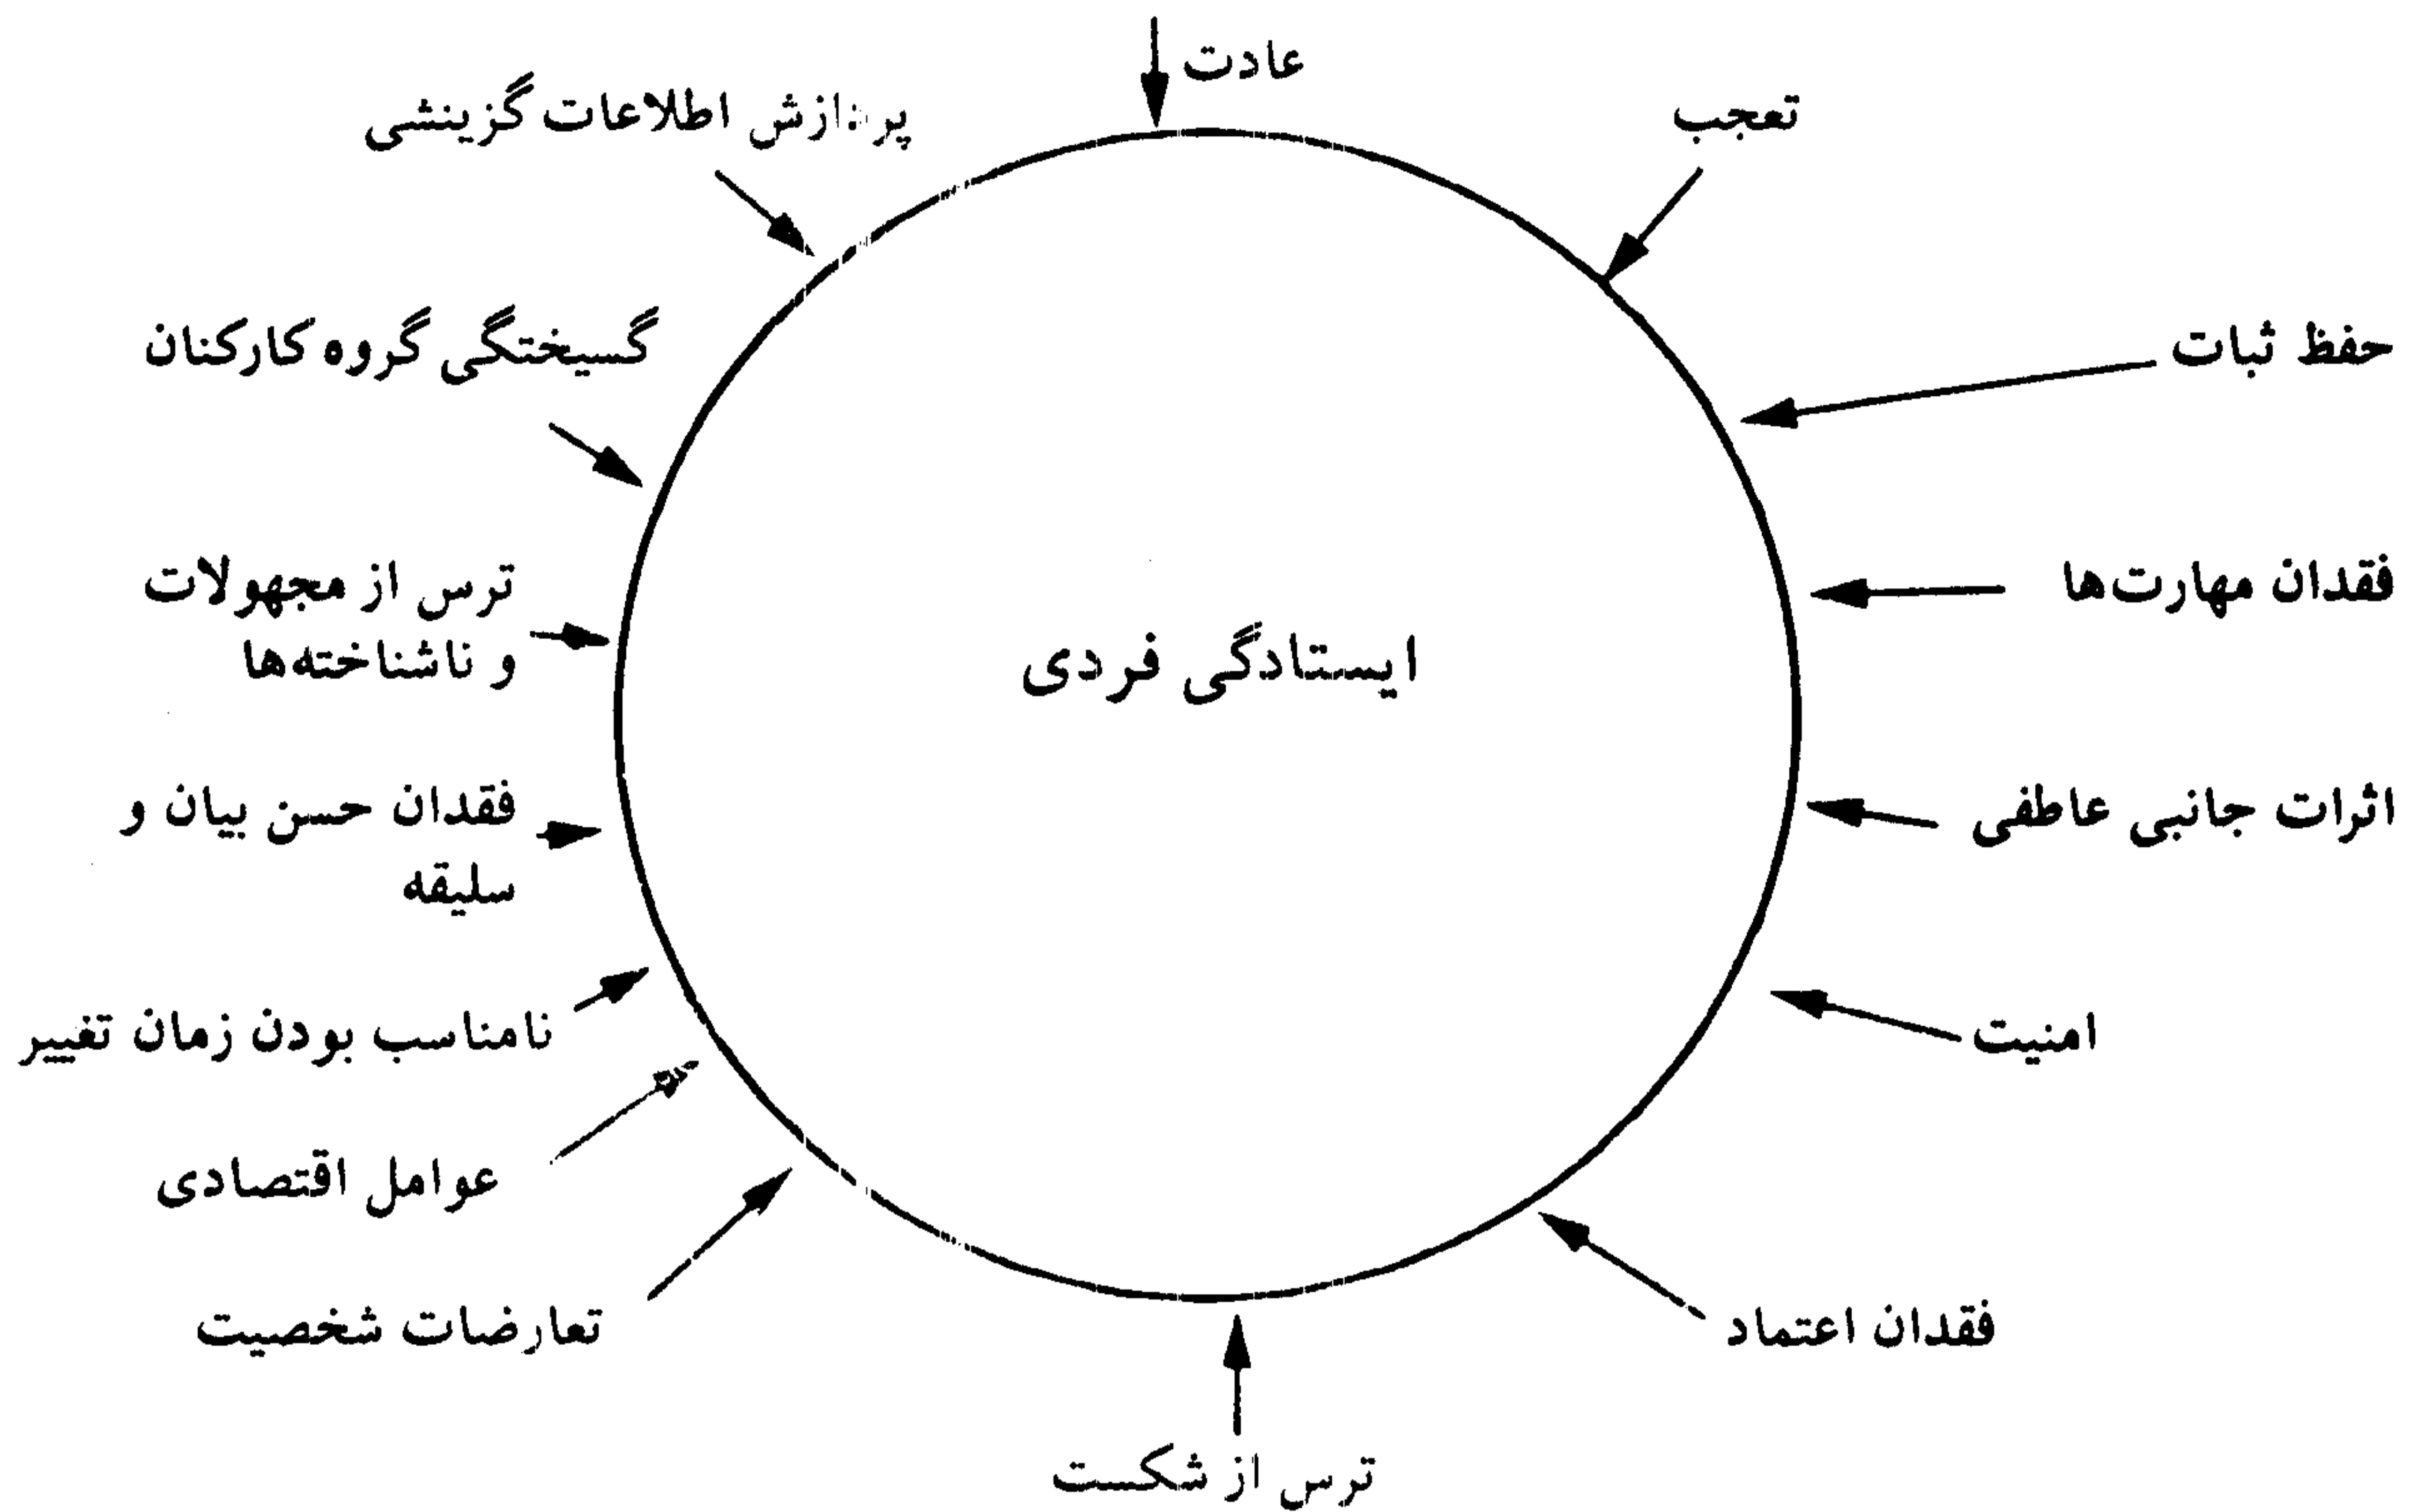 عادت
تعجب
پردازش اطلاعات گزینشی
حفظ ثبات
گسیختگی گروه کارکنان
فقدان مهارت‌ها
ترس از مجهولات
و ناشناخته‌ها
ایستادگی فردی
اثرات جانبی عاطفی
فقدان حسن بیان و
سلیقه
امنیت
نامناسب بودن زمان تغییر
عوامل اقتصادی
فقدان اعتماد
تعارضات شخصیت
ترس از شکست